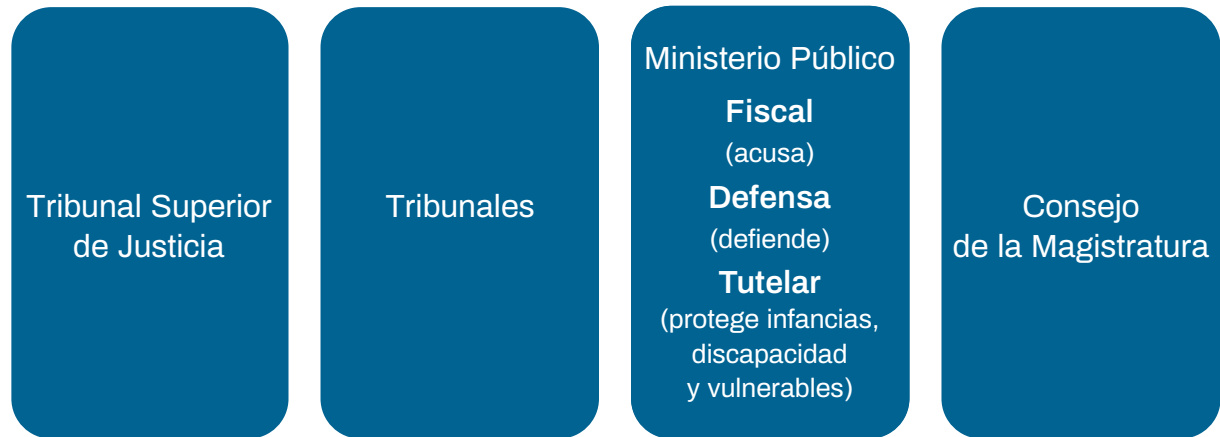 Tribunal Superior
de Justicia
Tribunales
Ministerio Público
Fiscal
(acusa)
Defensa
(defiende)
Tutelar
(protege infancias,
discapacidad
y vulnerables)
Consejo
de la Magistratura